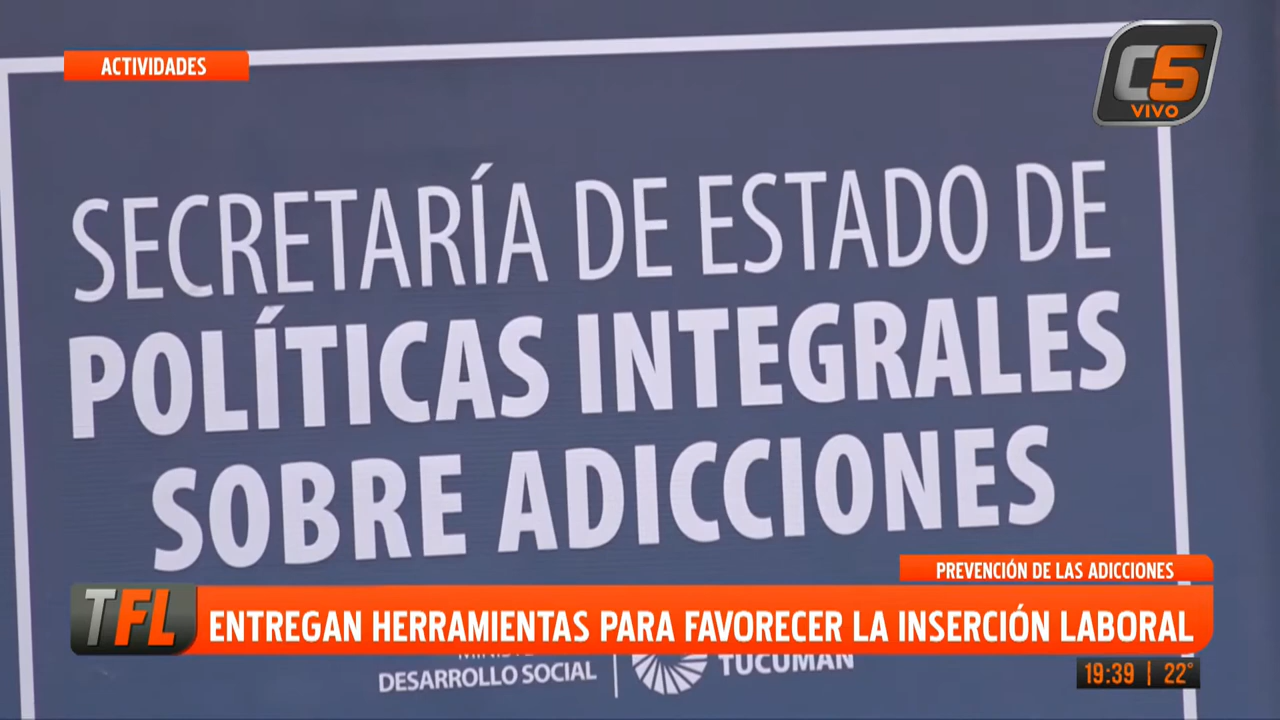 ACTIVIDADES
C5
VIVO
SECRETARÍA DE ESTADO DE
POLÍTICAS INTEGRALES
SOBRE ADICCIONES
PREVENCIÓN DE LAS ADICCIONES
TFL
ENTREGAN HERRAMIENTAS PARA FAVORECER LA INSERCIÓN LABORAL
DESARROLLO SOCIAL
TUCUMÁN
19:39 | 22°